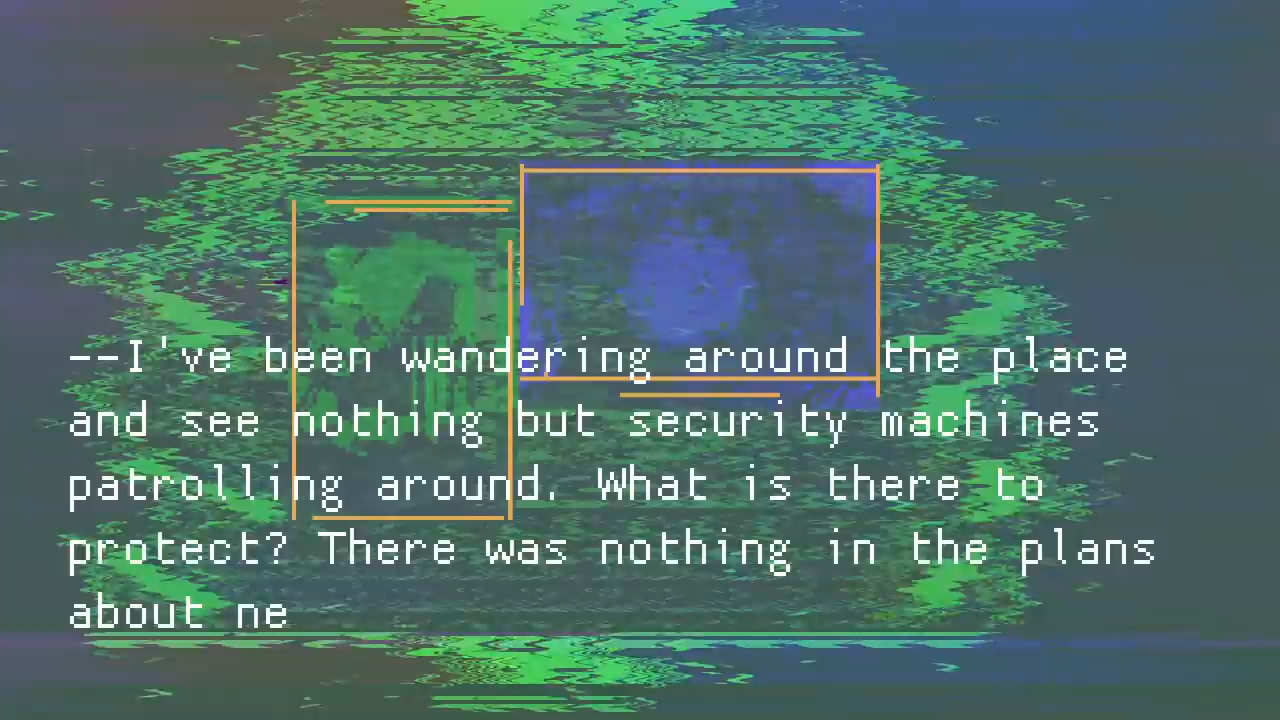 --I've been wandering around the place
and see nothing but security machines
patrolling around. What is there to
protect? There was nothing in the plans
about ne